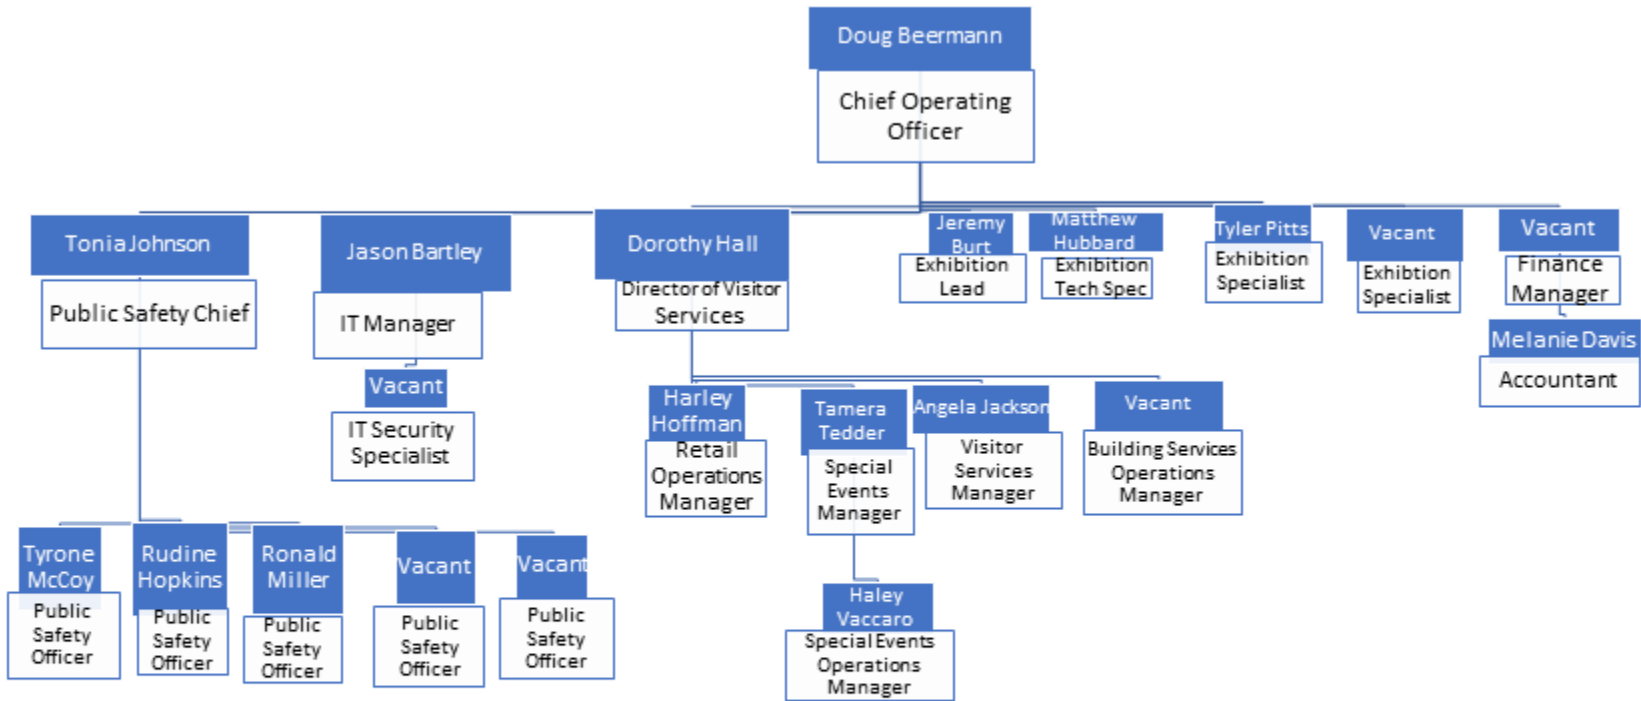 Doug Beermann
Chief Operating
Officer
Tonia Johnson
Public Safety Chief
Jason Bartley
IT Manager
Vacant
IT Security
Specialist
Dorothy Hall
Director of Visitor
Services
Jeremy
Burt
Exhibition
Lead
Matthew
Hubbard
Exhibition
Tech Spec
Tyler Pitts
Exhibition
Specialist
Vacant
Exhibtion
Specialist
Vacant
Finance
Manager
Melanie Davis
Accountant
Harley
Hoffman
Retail
Operations
Manager
Tamera
Tedder
Special
Events
Manager
Angela Jackson
Visitor
Services
Manager
Vacant
Building Services
Operations
Manager
Tyrone
McCoy
Public
Safety
Officer
Rudine
Hopkins
Public
Safety
Officer
Ronald
Miller
Public
Safety
Officer
Vacant
Public
Safety
Officer
Vacant
Public
Safety
Officer
Haley
Vaccaro
Special Events
Operations
Manager